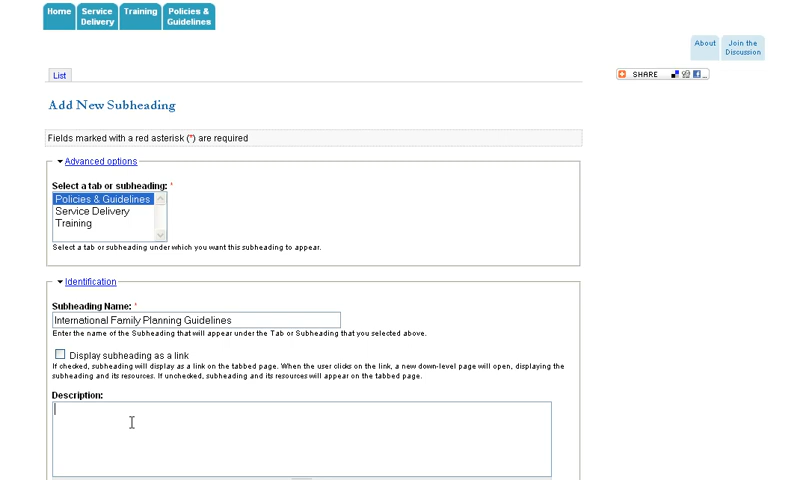 Home
Service Delivery
Training
Policies & Guidelines
About
Join the Discussion
List
SHARE
Add New Subheading
Fields marked with a red asterisk (*) are required
Advanced options
Select a tab or subheading: *
Policies & Guidelines
Service Delivery
Training
Select a tab or subheading under which you want this subheading to appear.
Identification
Subheading Name: *
International Family Planning Guidelines
Enter the name of the Subheading that will appear under the Tab or Subheading that you selected above.
Display subheading as a link
If checked, subheading will display as a link on the tabbed page. When the user clicks on the link, a new down-level page will open, displaying the
subheading and its resources. If unchecked, subheading and its resources will appear on the tabbed page.
Description: